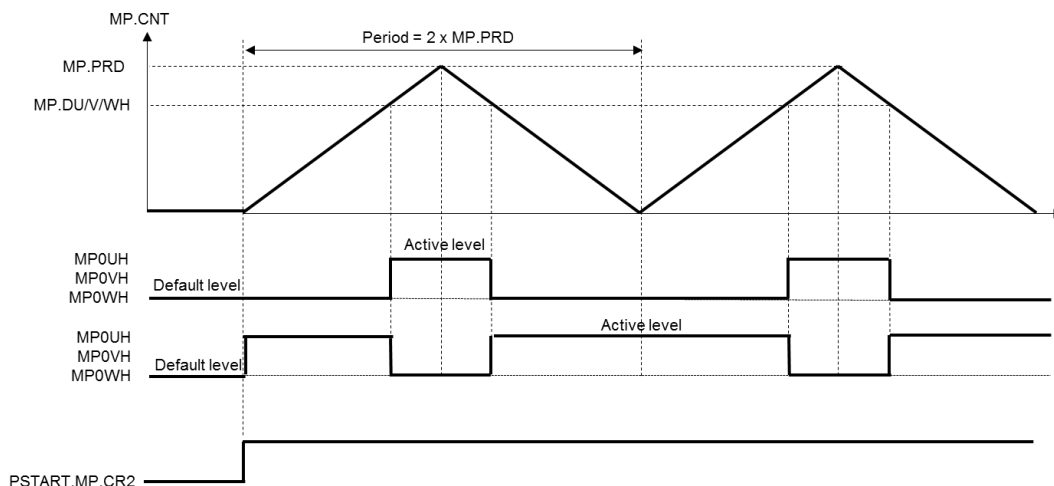 MP.CNT
Period = 2 x MP.PRD
MP.PRD
MP.DU/V/WH
Active level
MP0UH
MP0VH
Default level
MP0WH
Active level
MP0UH
MP0VH
Default level
MP0WH
PSTART.MP.CR2